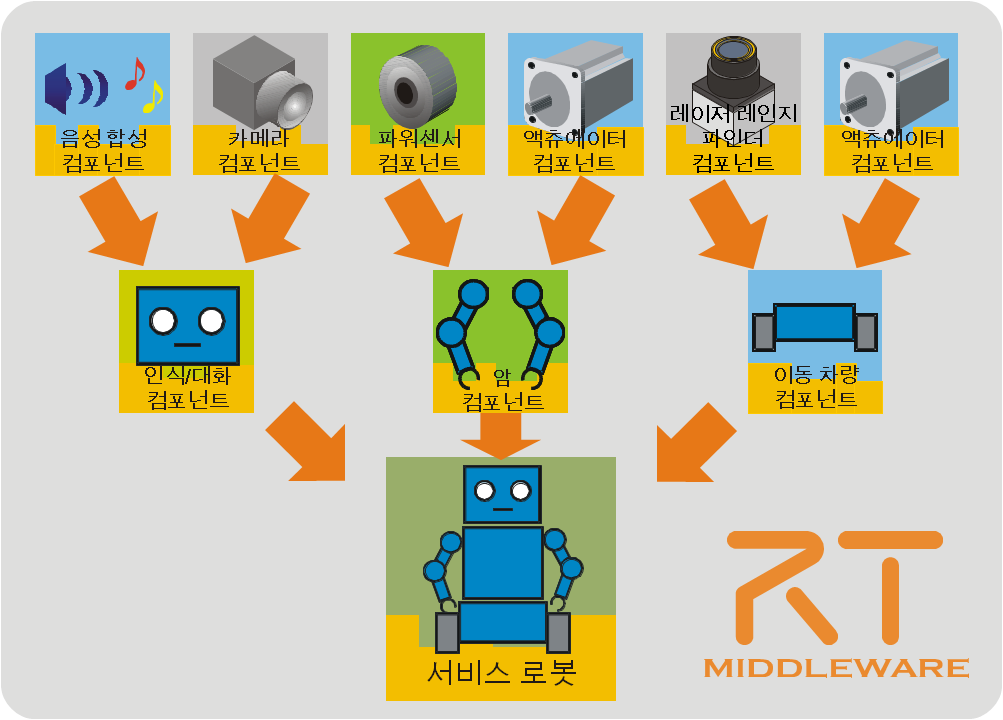 음성 합성
컴포넌트
카메라
컴포넌트
파워센서
컴포넌트
액츄에이터
컴포넌트
레이저 레인지
파인더
컴포넌트
액츄에이터
컴포넌트
인식/대화
컴포넌트
암
컴포넌트
이동 차량
컴포넌트
서비스 로봇
RT
MIDDLEWARE